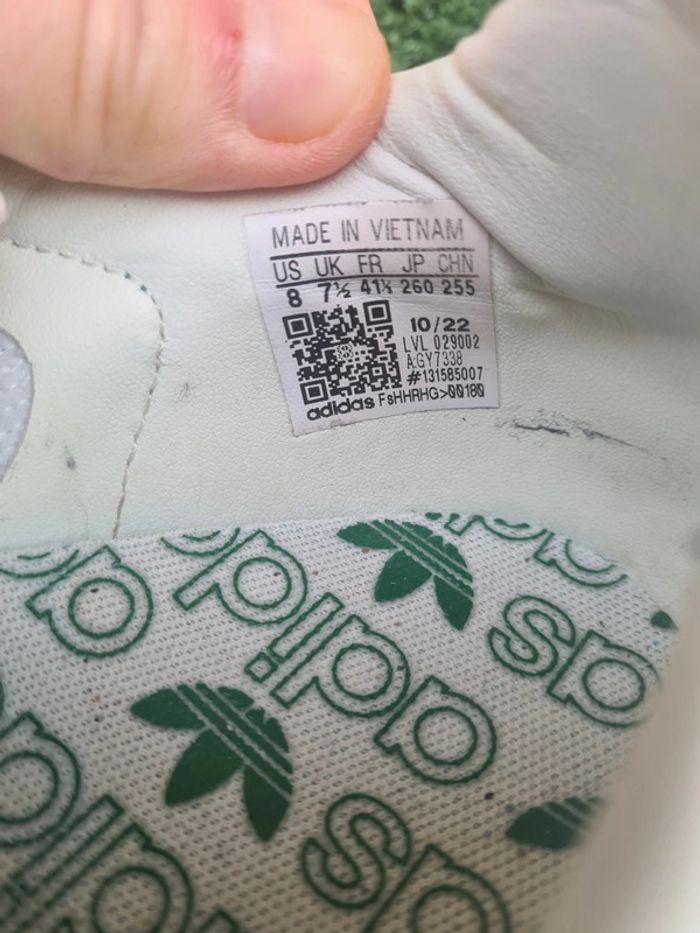 MADE IN VIETNAM
US UK FR JP CHN
8 7½ 41⅓ 260 255
10/22
LVL 029002
A:GY7338
#131585007
adidas FsHHRHG>00180
adidas
adidas
adidas